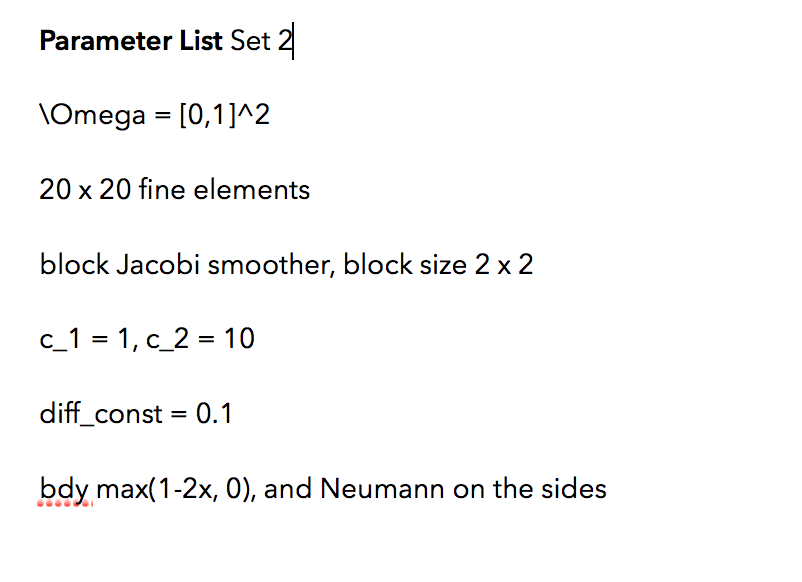 Parameter List Set 2
\Omega = [0,1]^2
20 x 20 fine elements
block Jacobi smoother, block size 2 x 2
c_1 = 1, c_2 = 10
diff_const = 0.1
bdy max(1-2x, 0), and Neumann on the sides